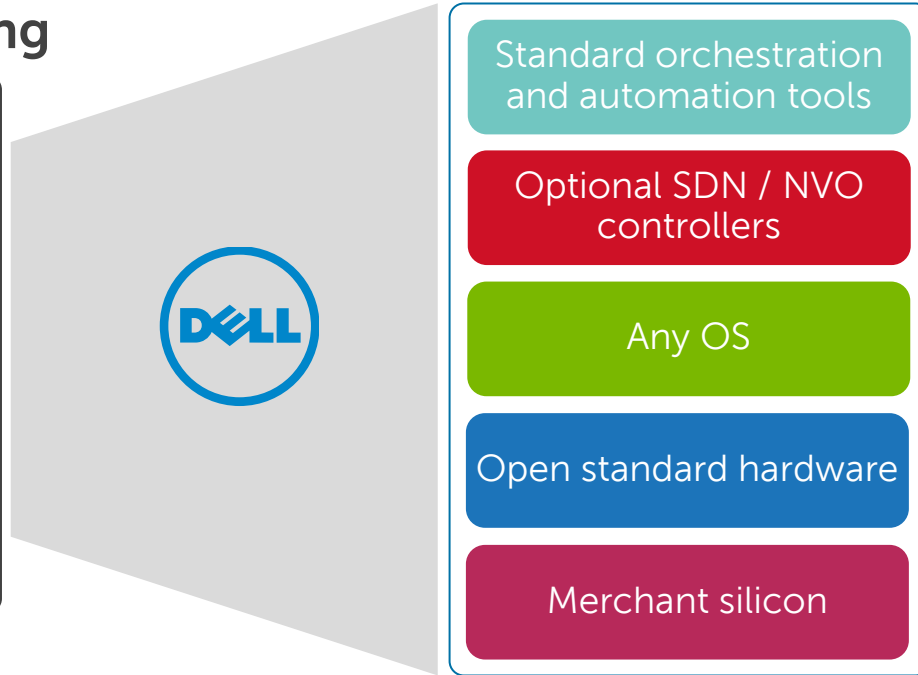 ng
DELL
Standard orchestration
and automation tools
Optional SDN / NVO
controllers
Any OS
Open standard hardware
Merchant silicon